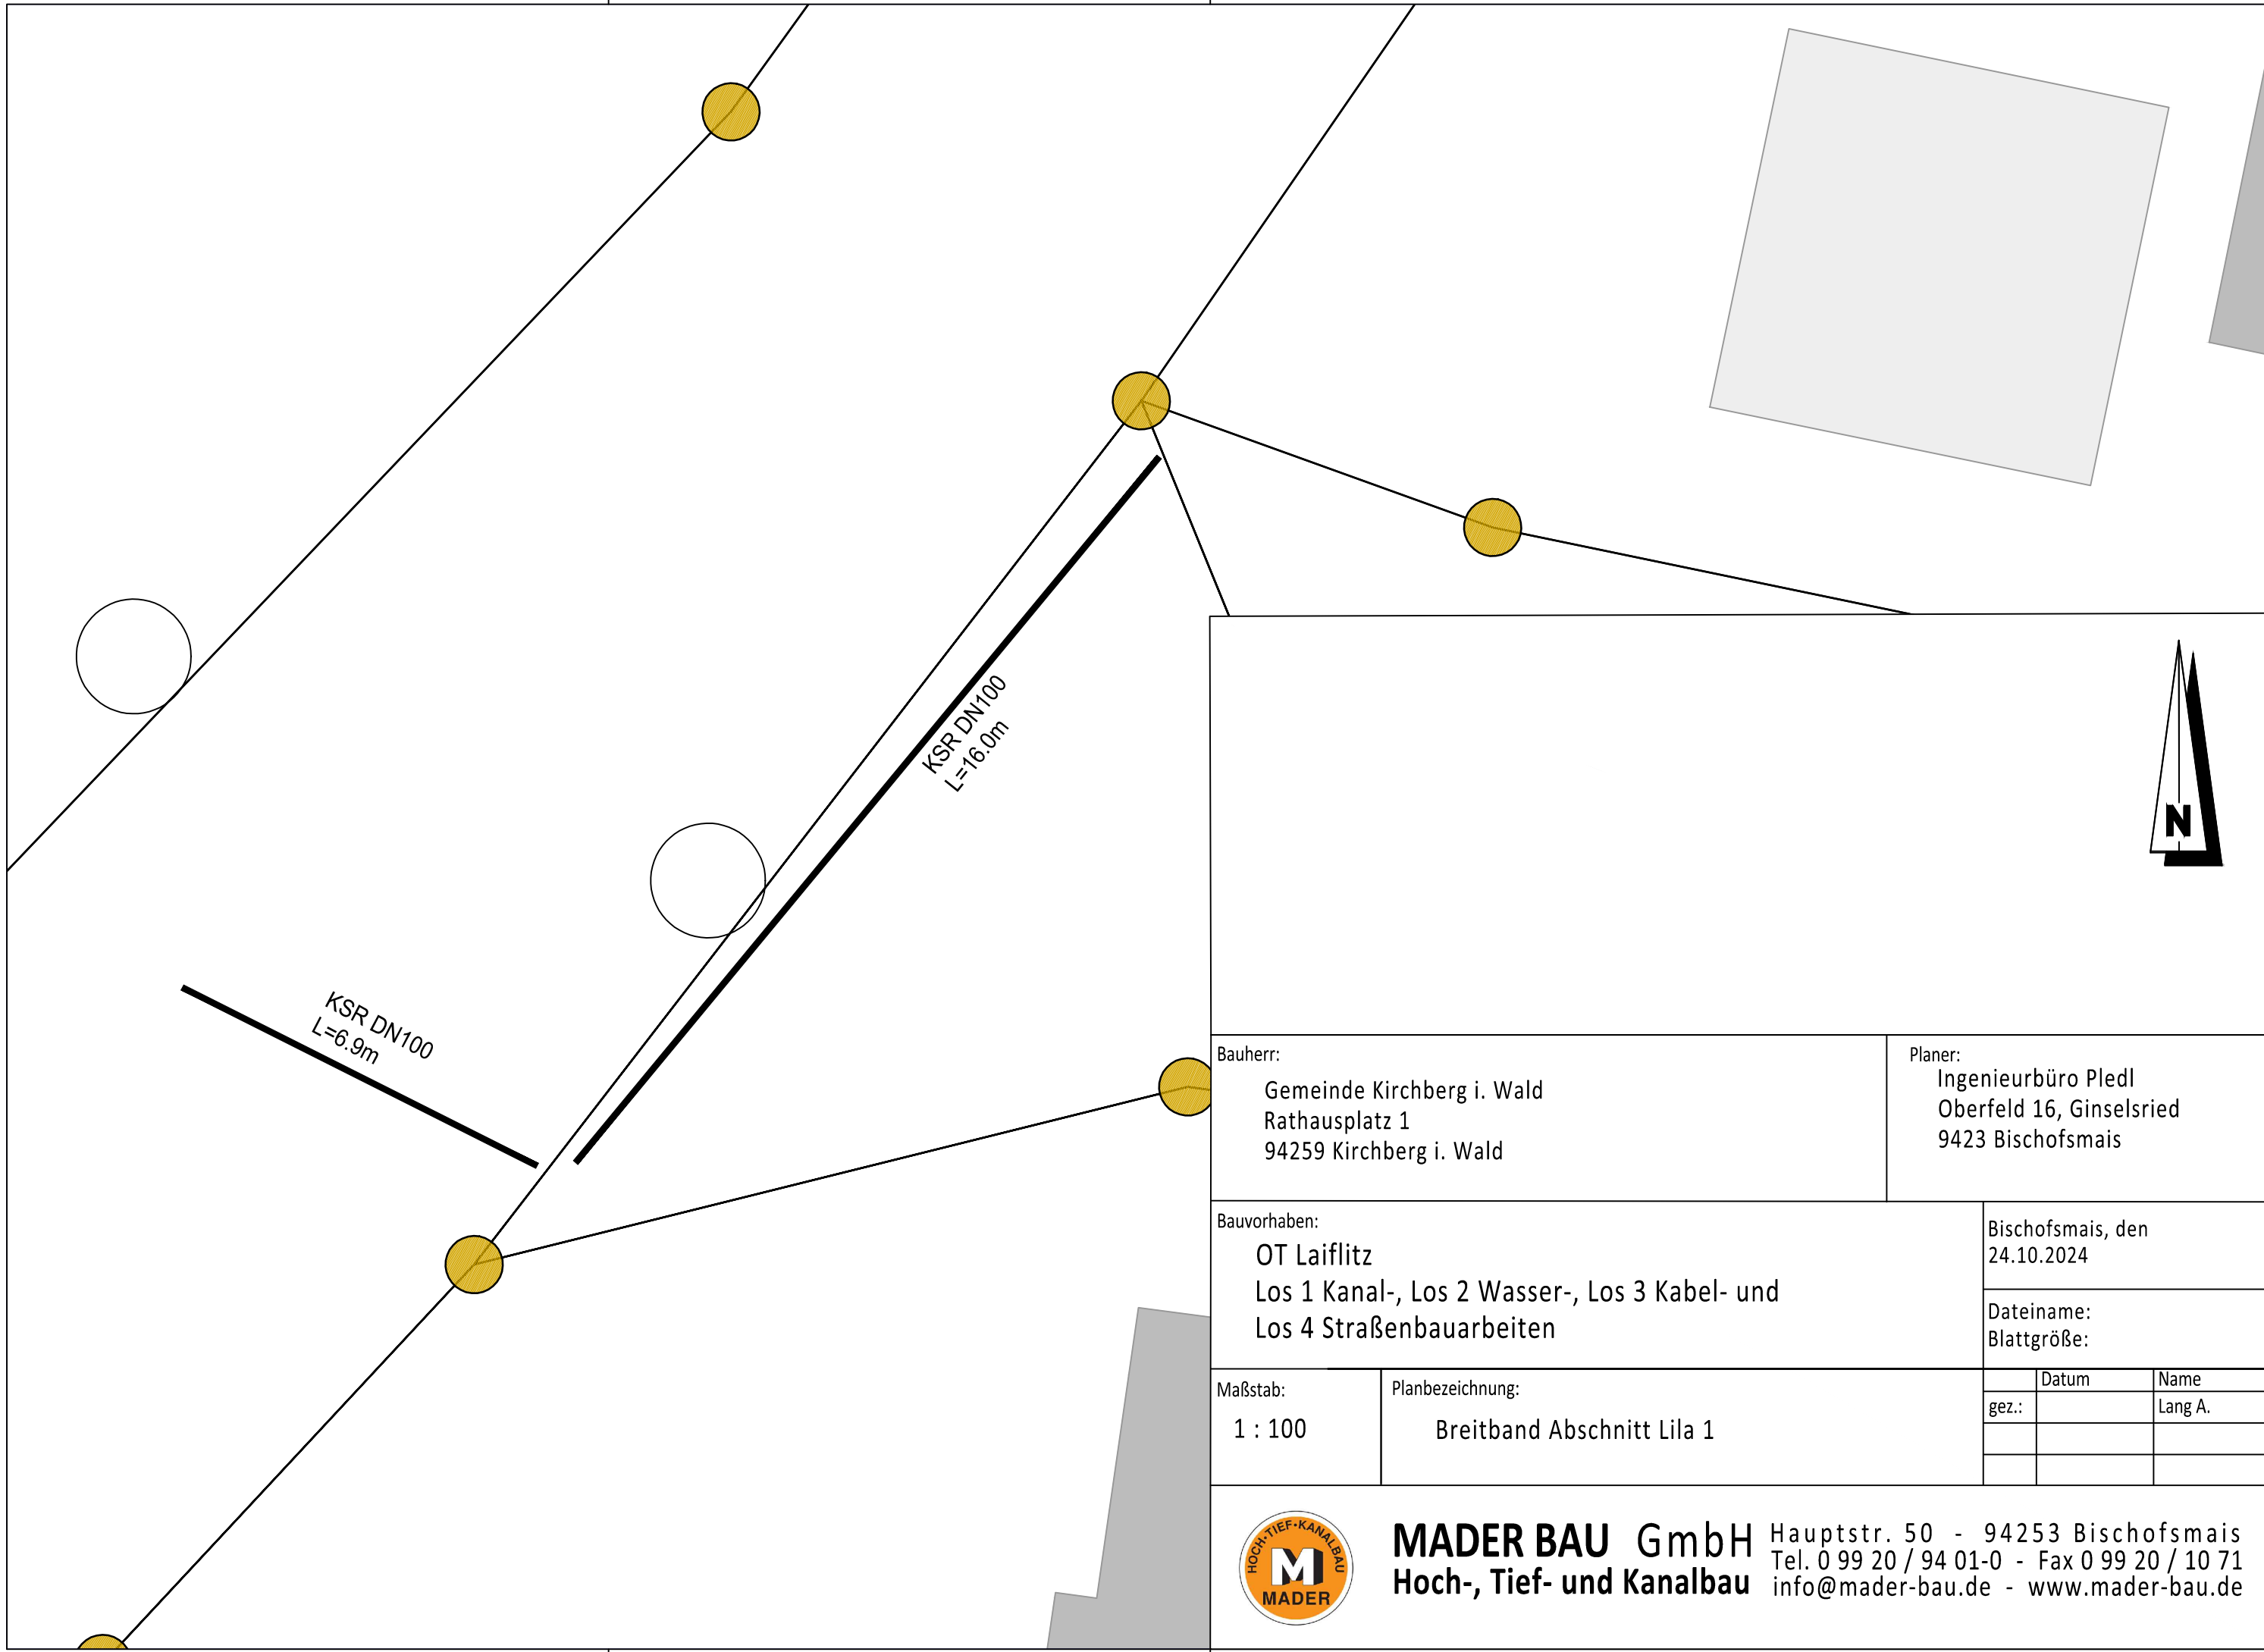 KSR DN100
L=16.0m
KSR DN100
L=6.9m
N
Bauherr:
Gemeinde Kirchberg i. Wald
Rathausplatz 1
94259 Kirchberg i. Wald
Planer:
Ingenieurbüro Pledl
Oberfeld 16, Ginselsried
9423 Bischofsmais
Bauvorhaben:
OT Laiflitz
Los 1 Kanal-, Los 2 Wasser-, Los 3 Kabel- und
Los 4 Straßenbauarbeiten
Bischofsmais, den
24.10.2024
Dateiname:
Blattgröße:
Maßstab:
1 : 100
Planbezeichnung:
Breitband Abschnitt Lila 1
Datum Name
gez.: Lang A.
HOCH-TIEF-KANALBAU
M
MADER
MADER BAU GmbH
Hoch-, Tief- und Kanalbau
Hauptstr. 50 - 94253 Bischofsmais
Tel. 0 99 20 / 94 01-0 - Fax 0 99 20 / 10 71
info@mader-bau.de - www.mader-bau.de